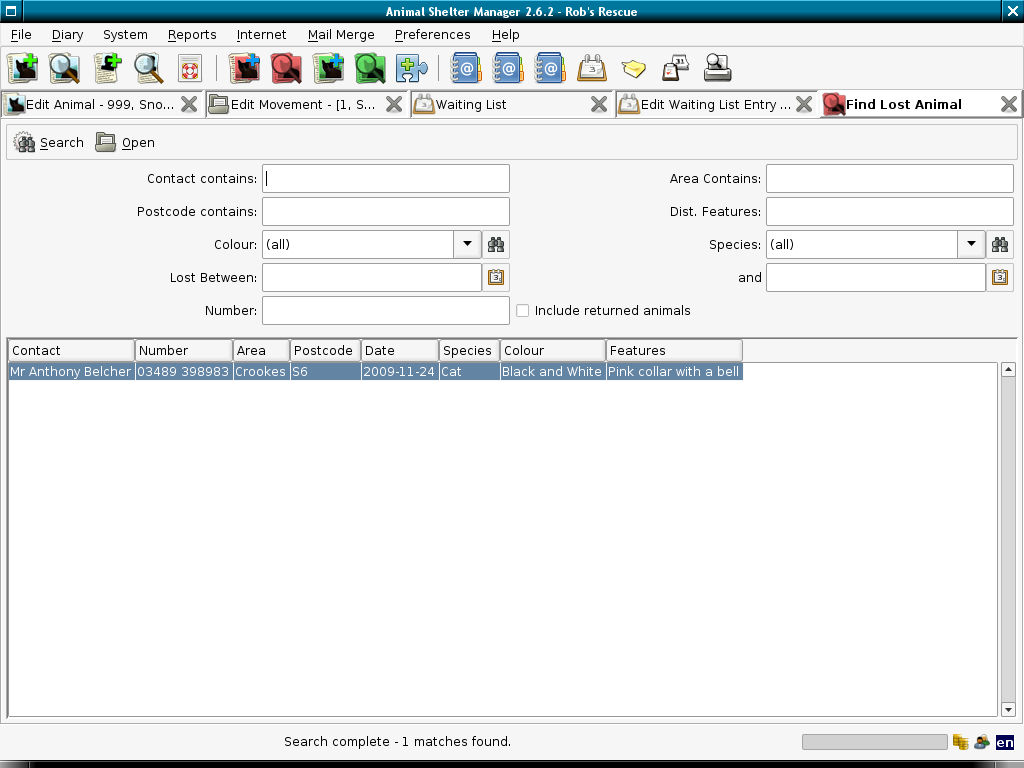 Animal Shelter Manager 2.6.2 - Rob's Rescue
File Diary System Reports Internet Mail Merge Preferences Help
Edit Animal - 999, Sno... Edit Movement - [1, S... Waiting List Edit Waiting List Entry ... Find Lost Animal
Search Open
Contact contains: Area Contains:
Postcode contains: Dist. Features:
Colour: (all) Species: (all)
Lost Between: and
Number: Include returned animals
Contact Number Area Postcode Date Species Colour Features
Mr Anthony Belcher 03489 398983 Crookes S6 2009-11-24 Cat Black and White Pink collar with a bell
Search complete - 1 matches found. en